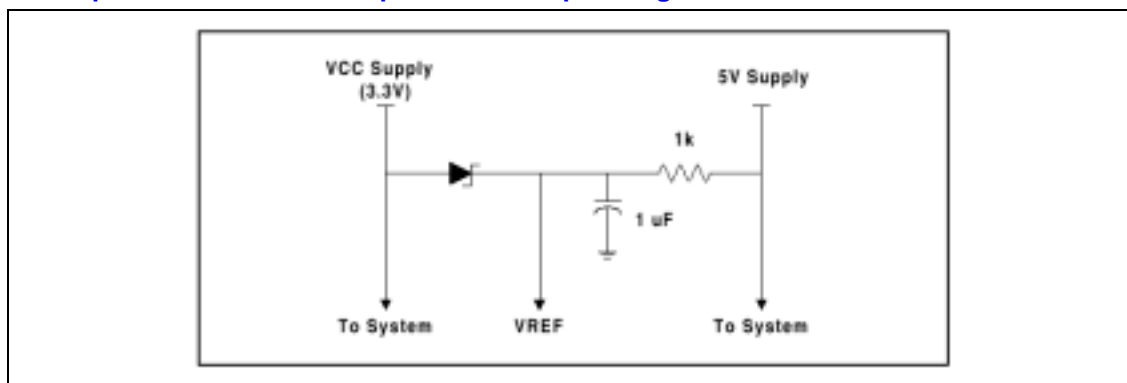 VCC Supply
(3.3V)
5V Supply
1k
1 uF
To System
VREF
To System